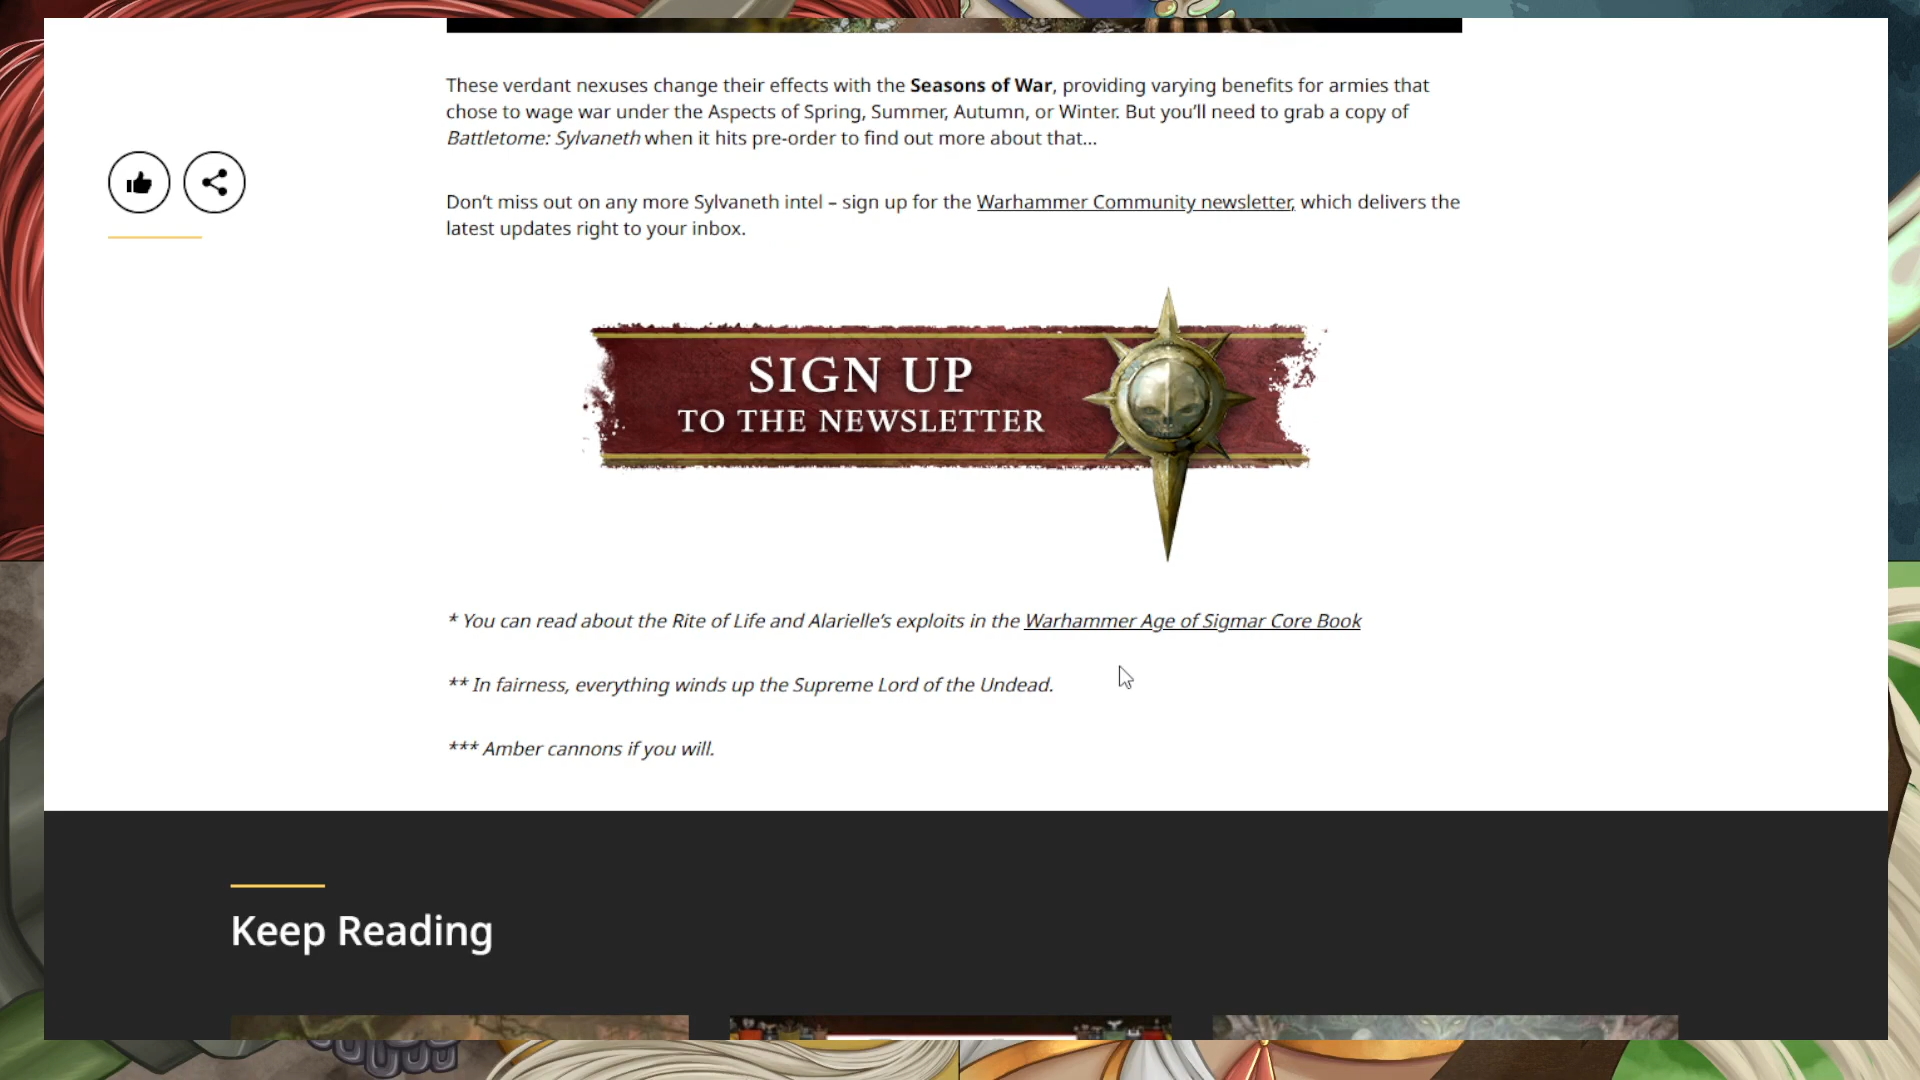 These verdant nexuses change their effects with the Seasons of War, providing varying benefits for armies that
chose to wage war under the Aspects of Spring, Summer, Autumn, or Winter. But you’ll need to grab a copy of
Battletome: Sylvaneth when it hits pre-order to find out more about that…
Don’t miss out on any more Sylvaneth intel – sign up for the Warhammer Community newsletter, which delivers the
latest updates right to your inbox.
SIGN UP
TO THE NEWSLETTER
* You can read about the Rite of Life and Alarielle’s exploits in the Warhammer Age of Sigmar Core Book
** In fairness, everything winds up the Supreme Lord of the Undead.
*** Amber cannons if you will.
Keep Reading